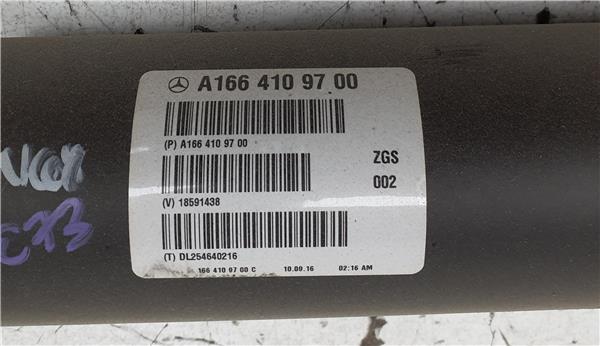 A166 410 97 00
(P) A166 410 97 00
ZGS
002
(V) 18591438
(T) DL254640216
166 410 97 00 C 10.09.16 02:16 AM